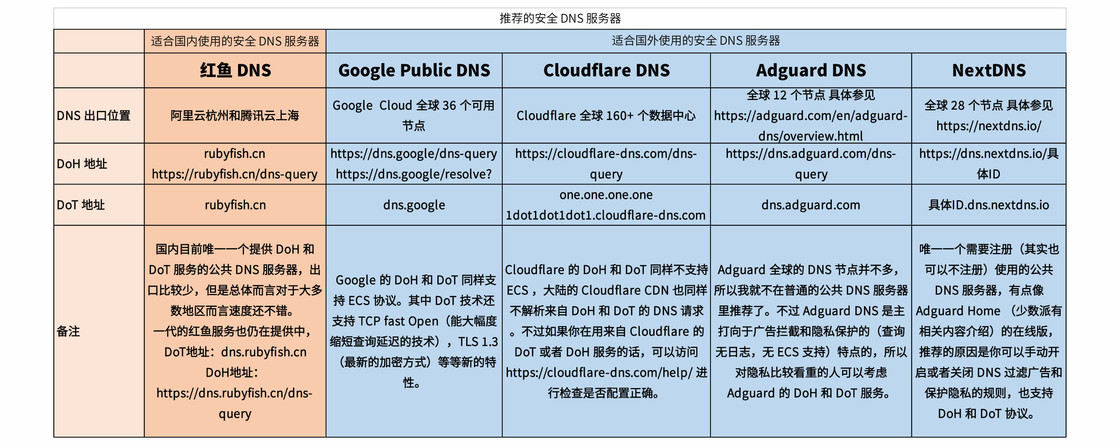 推荐的安全 DNS 服务器
适合国内使用的安全 DNS 服务器
适合国外使用的安全 DNS 服务器
红鱼 DNS
Google Public DNS
Cloudflare DNS
Adguard DNS
NextDNS
DNS 出口位置
阿里云杭州和腾讯云上海
Google Cloud 全球 36 个可用
节点
Cloudflare 全球 160+ 个数据中心
全球 12 个节点 具体参见
https://adguard.com/en/adguard-
dns/overview.html
全球 28 个节点 具体参见
https://nextdns.io/
DoH 地址
rubyfish.cn
https://rubyfish.cn/dns-query
https://dns.google/dns-query
https://dns.google/resolve?
https://cloudflare-dns.com/dns-
query
https://dns.adguard.com/dns-
query
https://dns.nextdns.io/具
体ID
DoT 地址
rubyfish.cn
dns.google
one.one.one.one
1dot1dot1dot1.cloudflare-dns.com
dns.adguard.com
具体ID.dns.nextdns.io
备注
国内目前唯一一个提供 DoH 和
DoT 服务的公共 DNS 服务器，出
口比较少，但是总体而言对于大多
数地区而言速度还不错。
一代的红鱼服务也仍在提供中，
DoT地址：dns.rubyfish.cn
DoH地址：
https://dns.rubyfish.cn/dns-
query
Google 的 DoH 和 DoT 同样支
持 ECS 协议。其中 DoT 技术还
支持 TCP fast Open（能大幅度
缩短查询延迟的技术），TLS 1.3
（最新的加密方式）等等新的特
性。
Cloudflare 的 DoH 和 DoT 同样不支持
ECS ，大陆的 Cloudflare CDN 也同样
不解析来自 DoH 和 DoT 的 DNS 请求
。不过如果你在用来自 Cloudflare 的
DoT 或者 DoH 服务的话，可以访问
https://cloudflare-dns.com/help/ 进
行检查是否配置正确。
Adguard 全球的 DNS 节点并不多，
所以我就不在普通的公共 DNS 服务器
里推荐了。不过 Adguard DNS 是主
打向于广告拦截和隐私保护的（查询
无日志，无 ECS 支持）特点的，所以
对隐私比较看重的人可以考虑
Adguard 的 DoH 和 DoT 服务。
唯一一个需要注册（其实也
可以不注册）使用的公共
DNS 服务器，有点像
Adguard Home （少数派有
相关内容介绍）的在线版，
推荐的原因是你可以手动开
启或者关闭 DNS 过滤广告和
保护隐私的规则，也支持
DoH 和 DoT 协议。